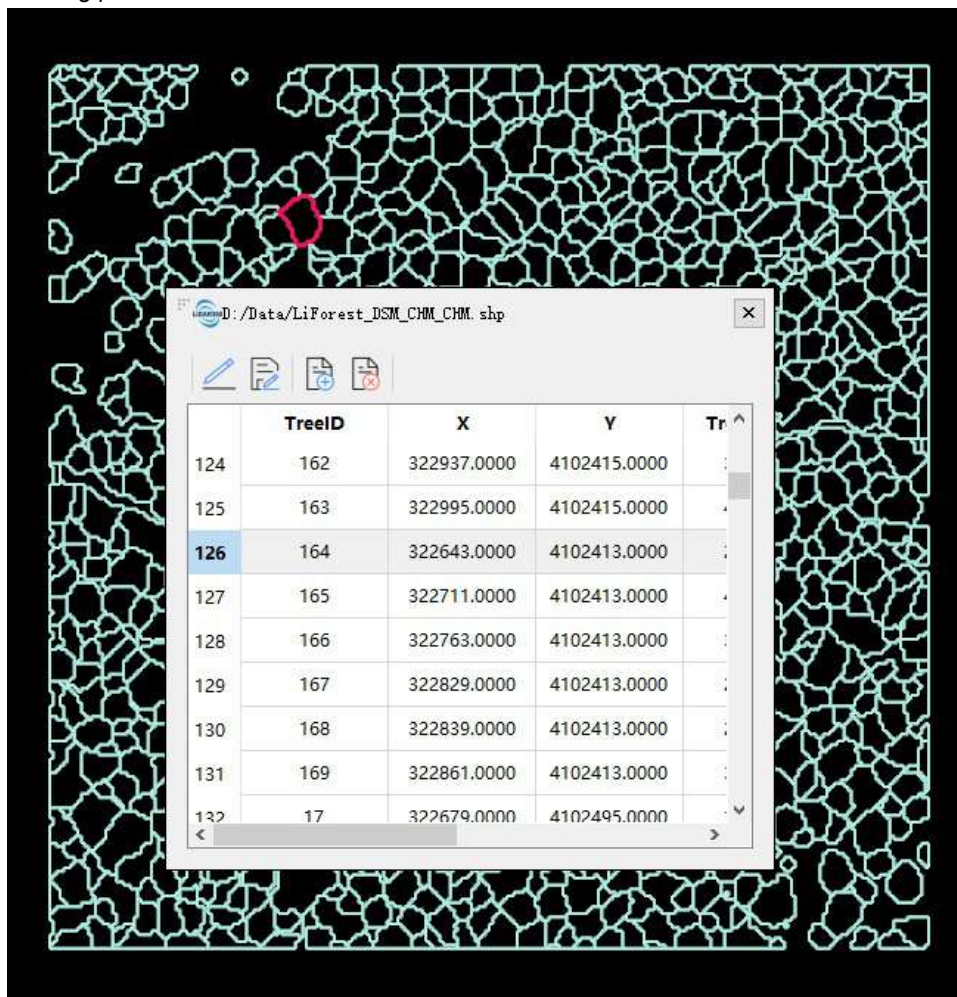 D:/Data/LiForest_DSM_CHM_CHM.shp
TreeID X Y
124 162 322937.0000 4102415.0000
125 163 322995.0000 4102415.0000
126 164 322643.0000 4102413.0000
127 165 322711.0000 4102413.0000
128 166 322763.0000 4102413.0000
129 167 322829.0000 4102413.0000
130 168 322839.0000 4102413.0000
131 169 322861.0000 4102413.0000
132 17 322679.0000 4102495.0000